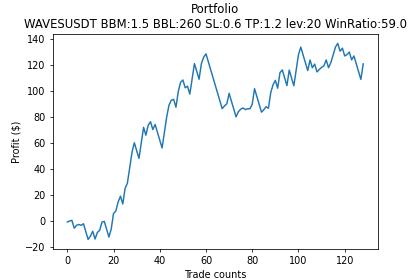 Portfolio
WAVESUSDT BBM:1.5 BBL:260 SL:0.6 TP:1.2 lev:20 WinRatio:59.0
140
120
100
80
60
40
20
0
−20
Profit ($)
0 20 40 60 80 100 120
Trade counts